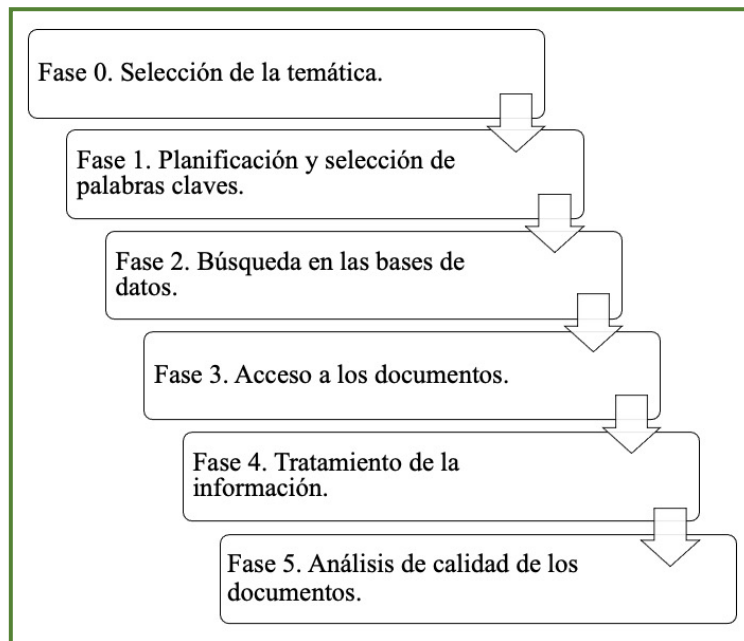 Fase 0. Selección de la temática.
Fase 1. Planificación y selección de
palabras claves.
Fase 2. Búsqueda en las bases de
datos.
Fase 3. Acceso a los documentos.
Fase 4. Tratamiento de la
información.
Fase 5. Análisis de calidad de los
documentos.